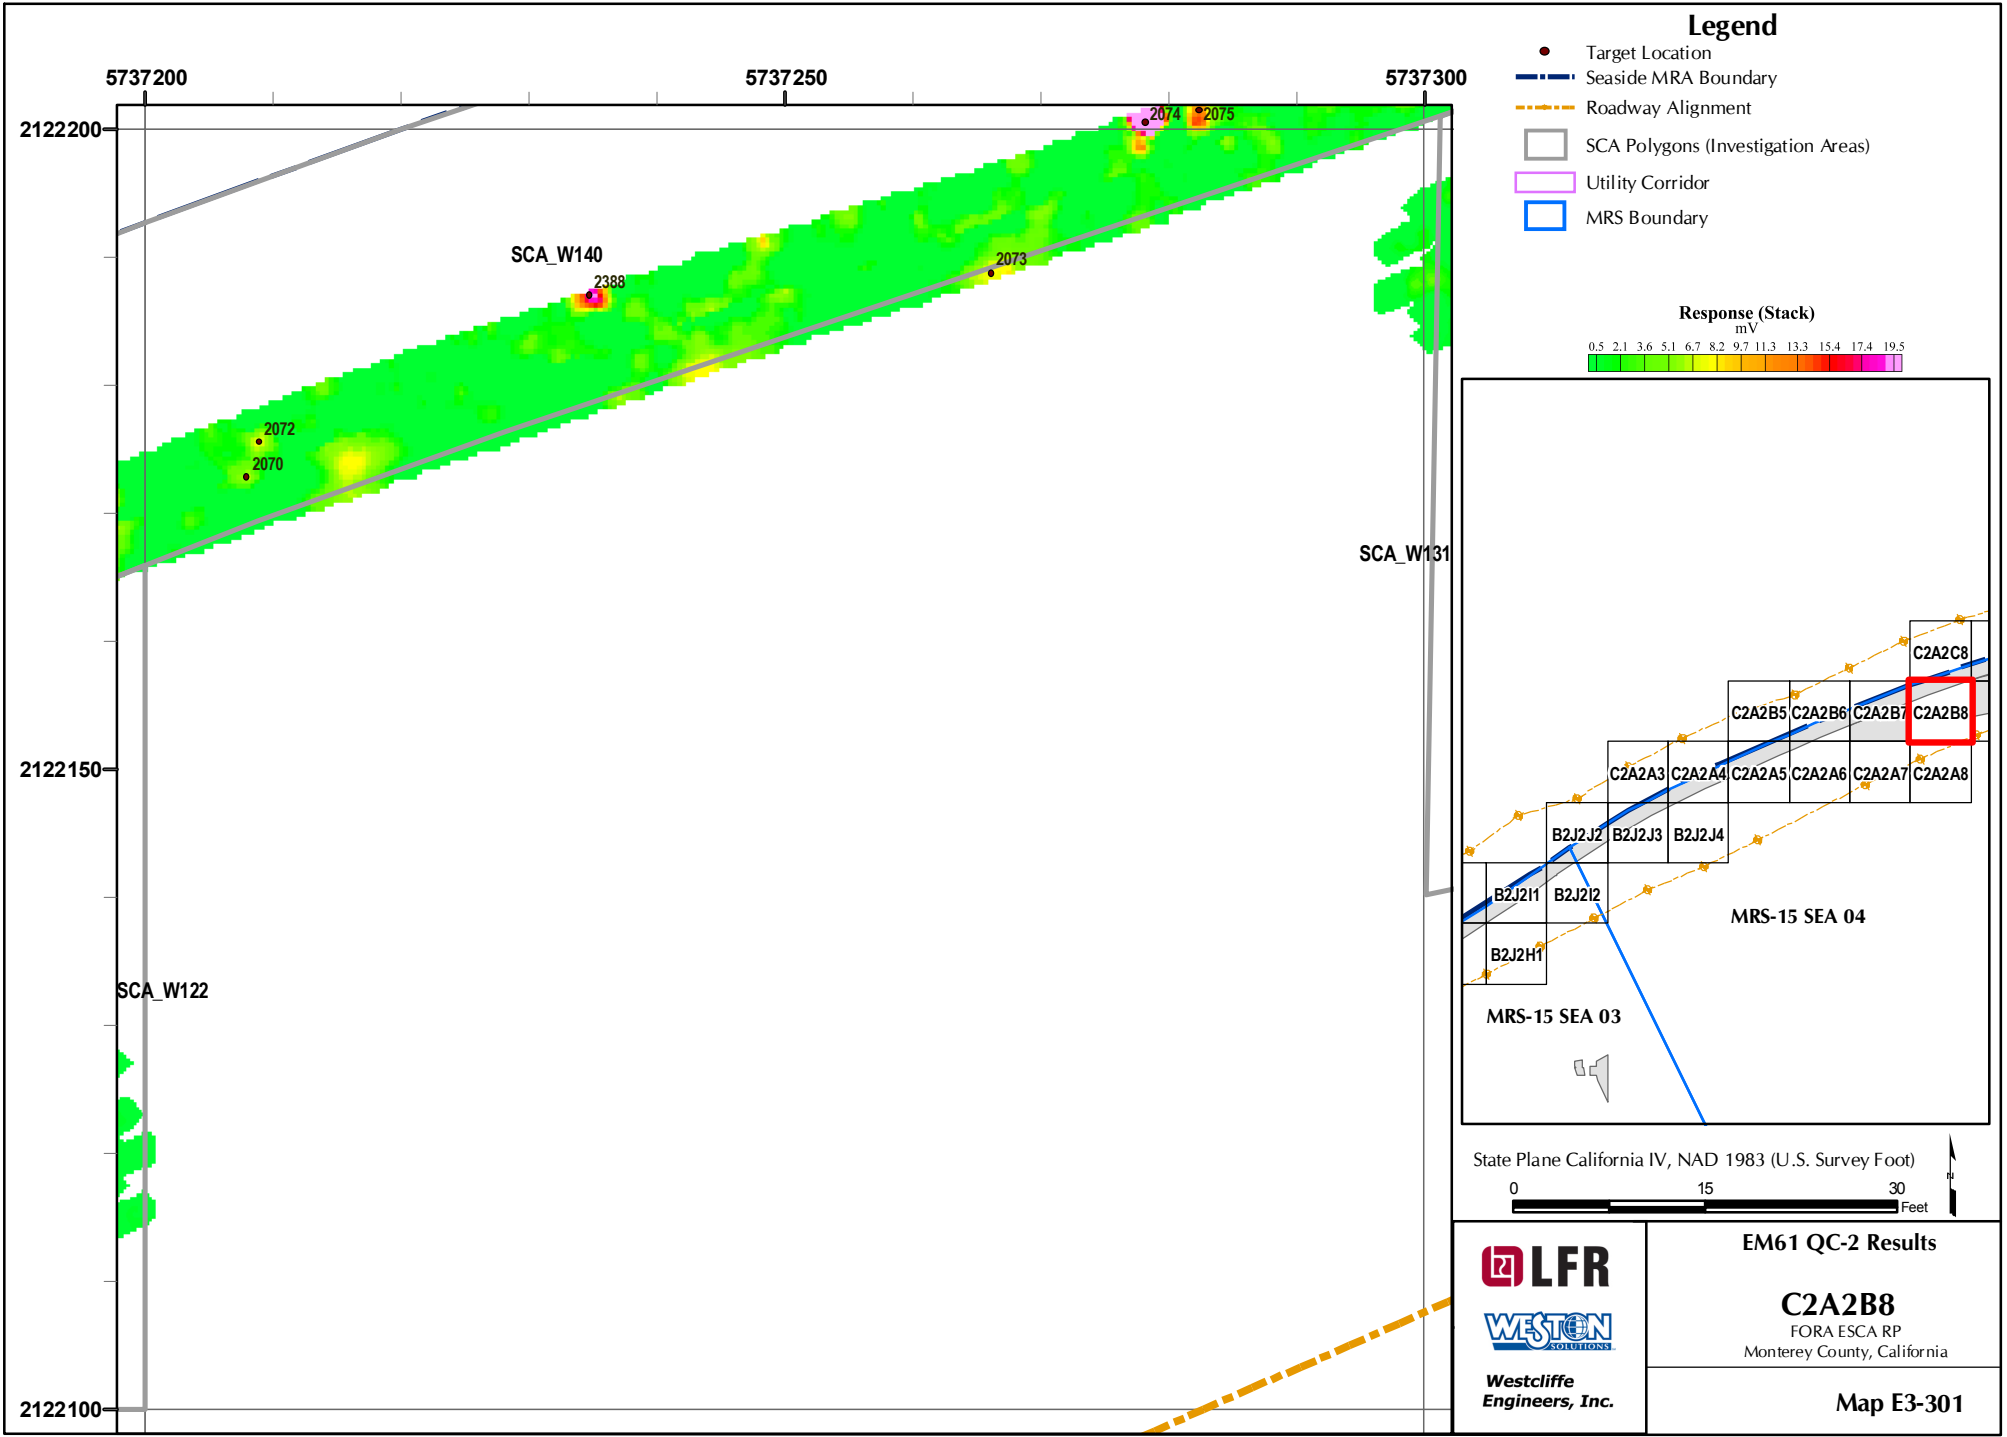 Legend
Target Location
Seaside MRA Boundary
Roadway Alignment
SCA Polygons (Investigation Areas)
Utility Corridor
MRS Boundary
5737200
5737250
5737300
2122200
2122150
2122100
2074
2075
SCA_W140
2388
2073
2072
2070
SCA_W131
SCA_W122
Response (Stack)
mV
0.5 2.1 3.6 5.1 6.7 8.2 9.7 11.3 13.3 15.4 17.4 19.5
C2A2C8
C2A2B5 C2A2B6 C2A2B7 C2A2B8
C2A2A3 C2A2A4 C2A2A5 C2A2A6 C2A2A7 C2A2A8
B2J2J2 B2J2J3 B2J2J4
B2J2I1 B2J2I2
MRS-15 SEA 04
B2J2H1
MRS-15 SEA 03
State Plane California IV, NAD 1983 (U.S. Survey Foot)
N
0 15 30
Feet
LFR
WESTON
SOLUTIONS
Westcliffe
Engineers, Inc.
EM61 QC-2 Results
C2A2B8
FORA ESCA RP
Monterey County, California
Map E3-301